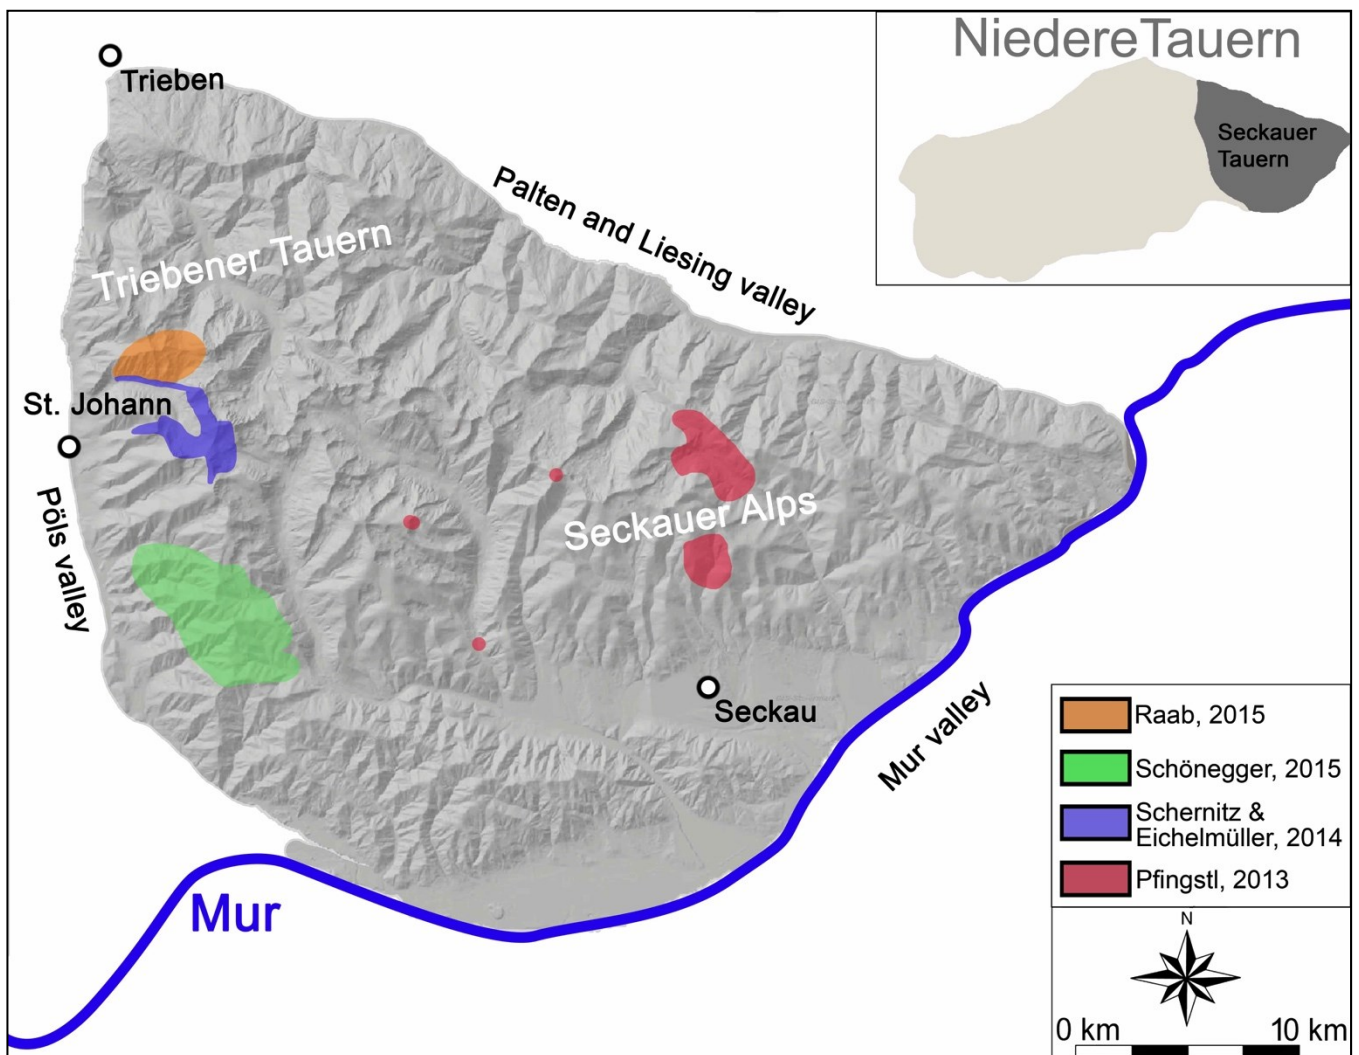 NiedereTauern
Seckauer
Tauern
Trieben
Palten and Liesing valley
Triebener Tauern
St. Johann
Pöls valley
Seckauer Alps
Seckau
Mur valley
Mur
Raab, 2015
Schönegger, 2015
Schernitz &
Eichelmüller, 2014
Pfingstl, 2013
N
0 km 10 km